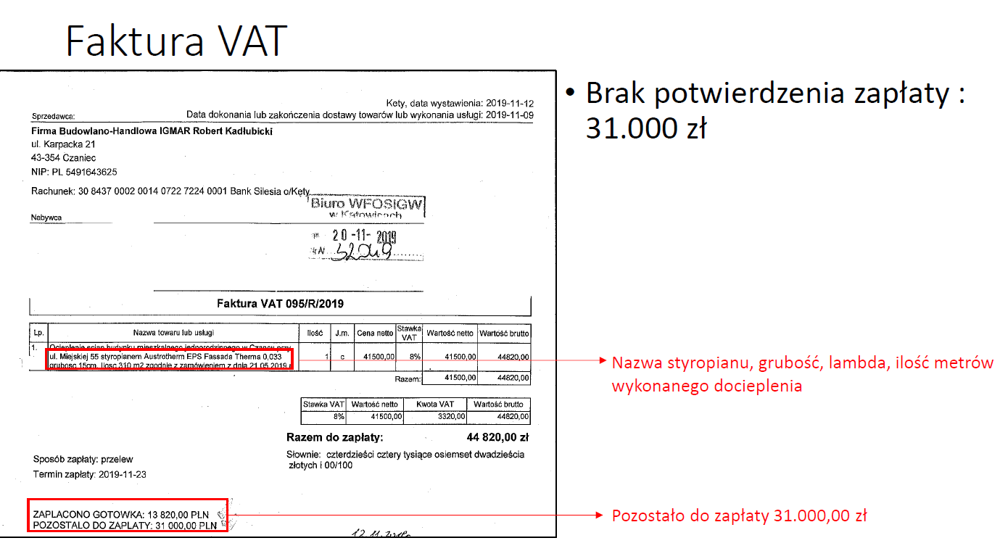 Faktura VAT
• Brak potwierdzenia zapłaty :
31.000 zł
Kęty, data wystawienia: 2019-11-12
Data dokonania lub zakończenia dostawy towarów lub wykonania usługi: 2019-11-09
Sprzedawca:
Firma Budowlano-Handlowa IGMAR Robert Kadłubicki
ul. Karpacka 21
43-354 Czaniec
NIP: PL 5491643625
Rachunek: 30 8437 0002 0014 0722 7224 0001 Bank Silesia o/Kęty
Biuro WFOSIGW
w Katowicach
Nabywca
20-11-2019
Faktura VAT 095/R/2019
Lp. Nazwa towaru lub usługi Ilość J.m. Cena netto Stawka VAT Wartość netto Wartość brutto
1. Ocieplenie scian budynku mieszkalnego jednorodzinnego w Czancu przy
ul. Miejskiej 55 styropianem Austrotherm EPS Fassada Therma 0,033 1 c 41500,00 8% 41500,00 44820,00
grubosc 15cm. Ilosc 310 m2 zgodnie z zamówieniem z dnia 21.05.2019 r
Razem: 41500,00 44820,00
Stawka VAT Wartość netto Kwota VAT Wartość brutto
8% 41500,00 3320,00 44820,00
Razem do zapłaty: 44 820,00 zł
Słownie: czterdzieści cztery tysiące osiemset dwadzieścia
złotych i 00/100
Sposób zapłaty: przelew
Termin zapłaty: 2019-11-23
ZAPLACONO GOTOWKA: 13 820,00 PLN
POZOSTALO DO ZAPLATY: 31 000,00 PLN
12.11.2019r
Nazwa styropianu, grubość, lambda, ilość metrów
wykonanego docieplenia
Pozostało do zapłaty 31.000,00 zł